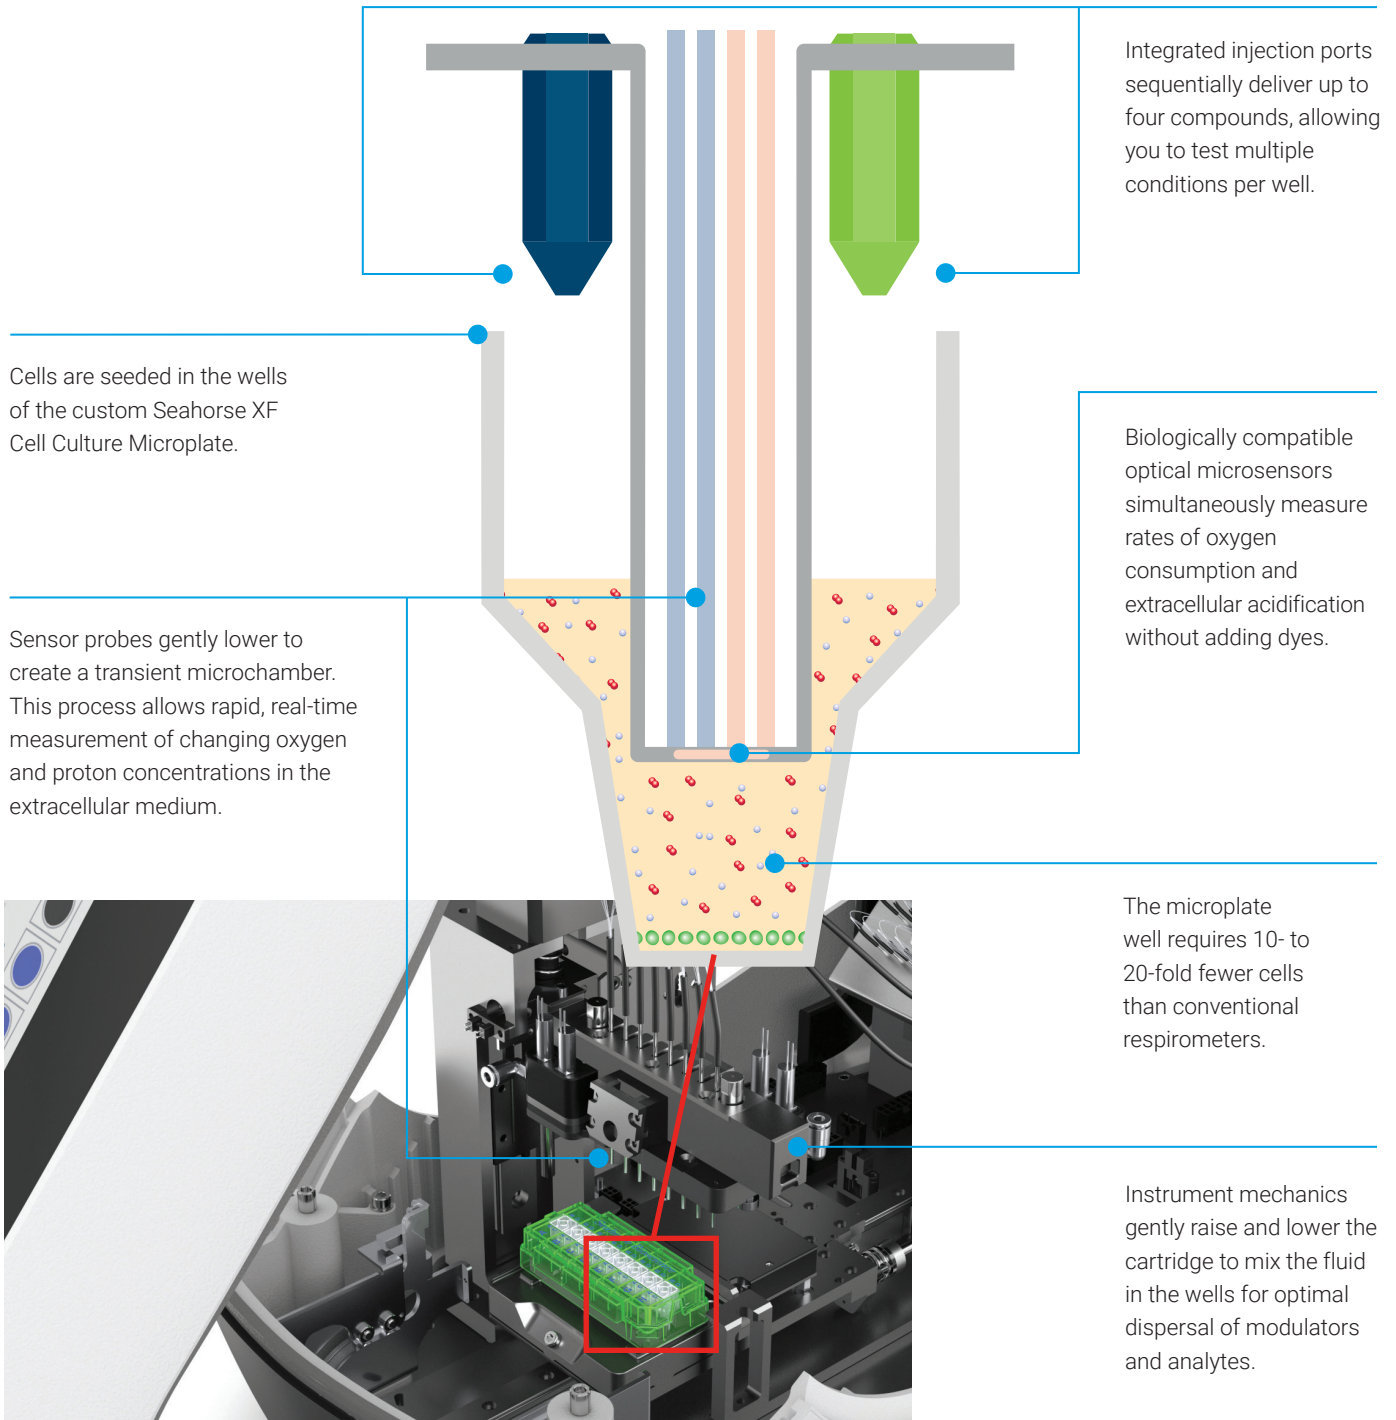 Integrated injection ports
sequentially deliver up to
four compounds, allowing
you to test multiple
conditions per well.
Cells are seeded in the wells
of the custom Seahorse XF
Cell Culture Microplate.
Biologically compatible
optical microsensors
simultaneously measure
rates of oxygen
consumption and
extracellular acidification
without adding dyes.
Sensor probes gently lower to
create a transient microchamber.
This process allows rapid, real-time
measurement of changing oxygen
and proton concentrations in the
extracellular medium.
The microplate
well requires 10- to
20-fold fewer cells
than conventional
respirometers.
Instrument mechanics
gently raise and lower the
cartridge to mix the fluid
in the wells for optimal
dispersal of modulators
and analytes.